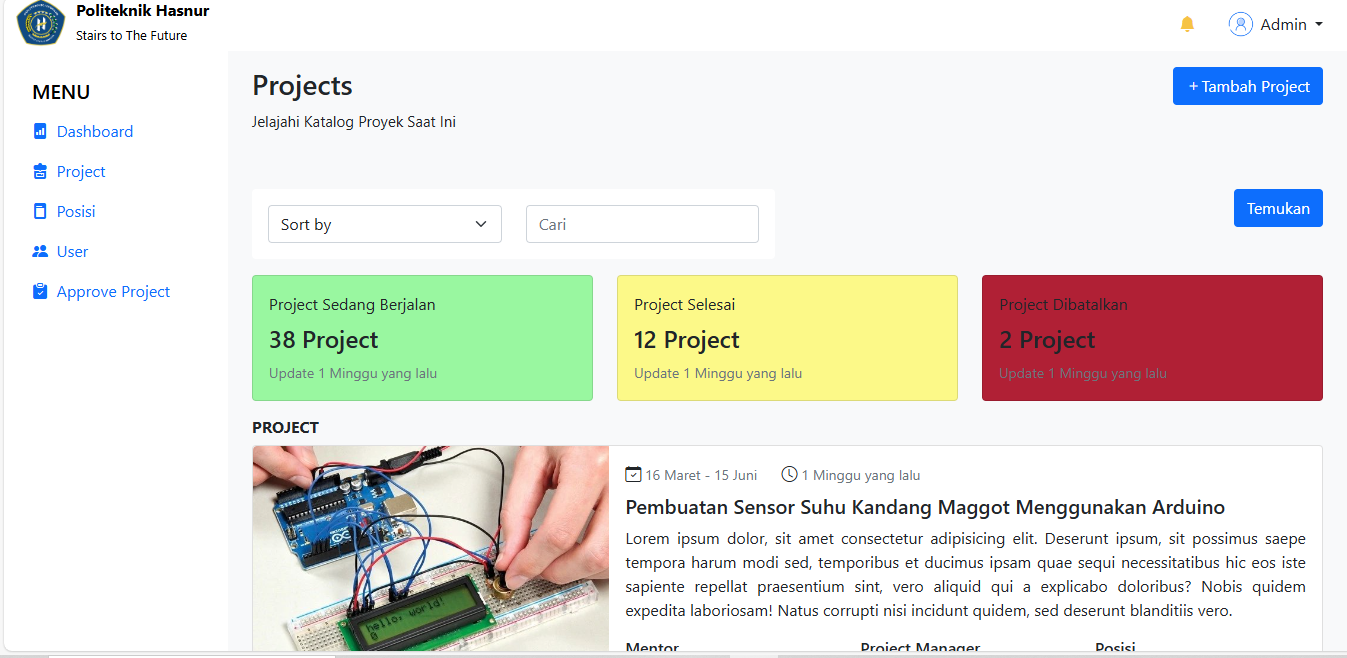 Politeknik Hasnur
Stairs to The Future
Admin
MENU
Dashboard
Project
Posisi
User
Approve Project
Projects
+ Tambah Project
Jelajahi Katalog Proyek Saat Ini
Sort by
Cari
Temukan
Project Sedang Berjalan
38 Project
Update 1 Minggu yang lalu
Project Selesai
12 Project
Update 1 Minggu yang lalu
Project Dibatalkan
2 Project
Update 1 Minggu yang lalu
PROJECT
hello, world!
0
16 Maret - 15 Juni
1 Minggu yang lalu
Pembuatan Sensor Suhu Kandang Maggot Menggunakan Arduino
Lorem ipsum dolor, sit amet consectetur adipisicing elit. Deserunt ipsum, sit possimus saepe
tempora harum modi sed, temporibus et ducimus ipsam quae sequi necessitatibus hic eos iste
sapiente repellat praesentium sint, vero aliquid qui a explicabo doloribus? Nobis quidem
expedita laboriosam! Natus corrupti nisi incidunt quidem, sed deserunt blanditiis vero.
Mentor
Project Manager
Posisi